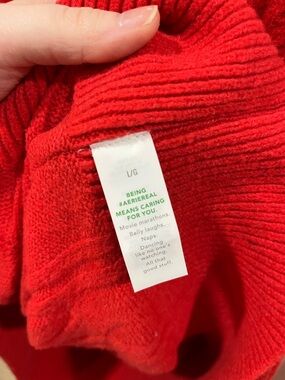 L/G
BEING
#AERIEREAL
MEANS CARING
FOR YOU.
Movie marathons.
Belly laughs.
Naps.
Dancing
like no one's
watching.
All that
good stuff.